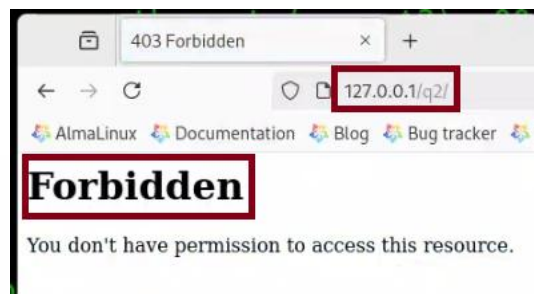 403 Forbidden
127.0.0.1/q2/
AlmaLinux Documentation Blog Bug tracker
Forbidden
You don't have permission to access this resource.